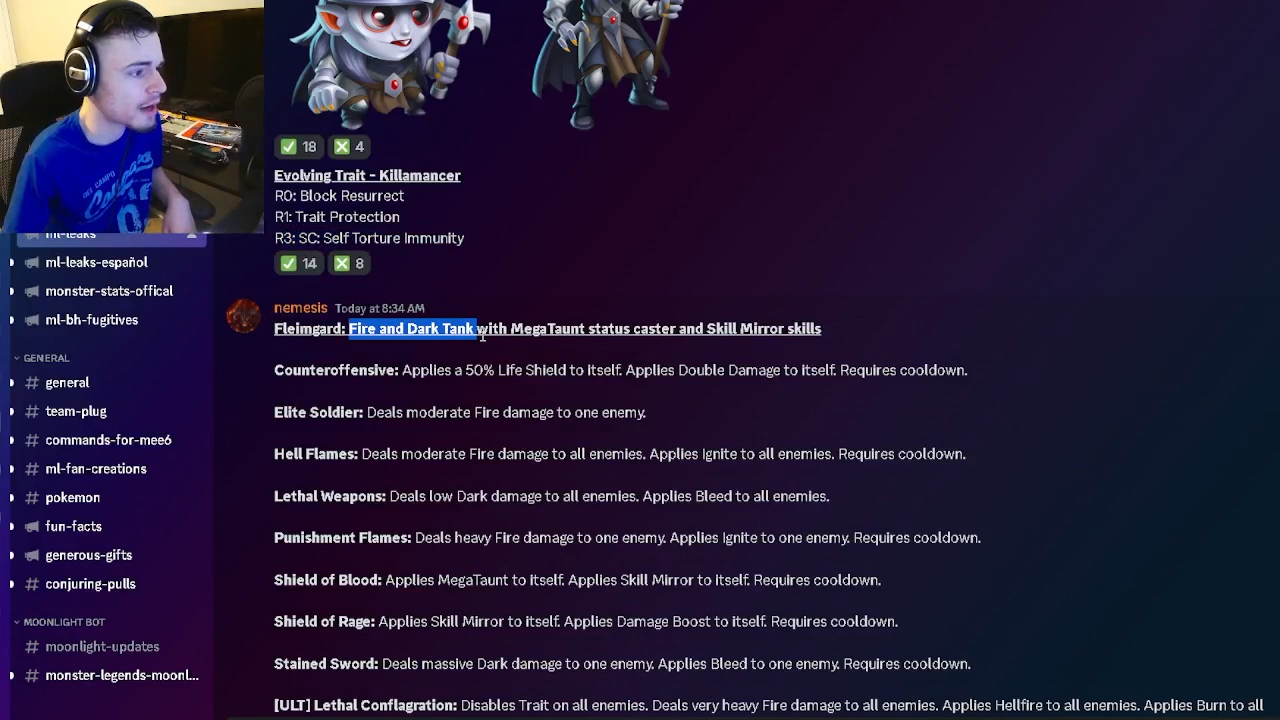 18 4
Evolving Trait - Killamancer
R0: Block Resurrect
R1: Trait Protection
R3: SC: Self Torture Immunity
14 8
nemesis Today at 8:34 AM
Fleimgard: Fire and Dark Tank with MegaTaunt status caster and Skill Mirror skills
Counteroffensive: Applies a 50% Life Shield to itself. Applies Double Damage to itself. Requires cooldown.
Elite Soldier: Deals moderate Fire damage to one enemy.
Hell Flames: Deals moderate Fire damage to all enemies. Applies Ignite to all enemies. Requires cooldown.
Lethal Weapons: Deals low Dark damage to all enemies. Applies Bleed to all enemies.
Punishment Flames: Deals heavy Fire damage to one enemy. Applies Ignite to one enemy. Requires cooldown.
Shield of Blood: Applies MegaTaunt to itself. Applies Skill Mirror to itself. Requires cooldown.
Shield of Rage: Applies Skill Mirror to itself. Applies Damage Boost to itself. Requires cooldown.
Stained Sword: Deals massive Dark damage to one enemy. Applies Bleed to one enemy. Requires cooldown.
[ULT] Lethal Conflagration: Disables Trait on all enemies. Deals very heavy Fire damage to all enemies. Applies Hellfire to all enemies. Applies Burn to all
ml-leaks
ml-leaks-español
monster-stats-offical
ml-bh-fugitives
GENERAL
general
team-plug
commands-for-mee6
ml-fan-creations
pokemon
fun-facts
generous-gifts
conjuring-pulls
MOONLIGHT BOT
moonlight-updates
monster-legends-moonl...